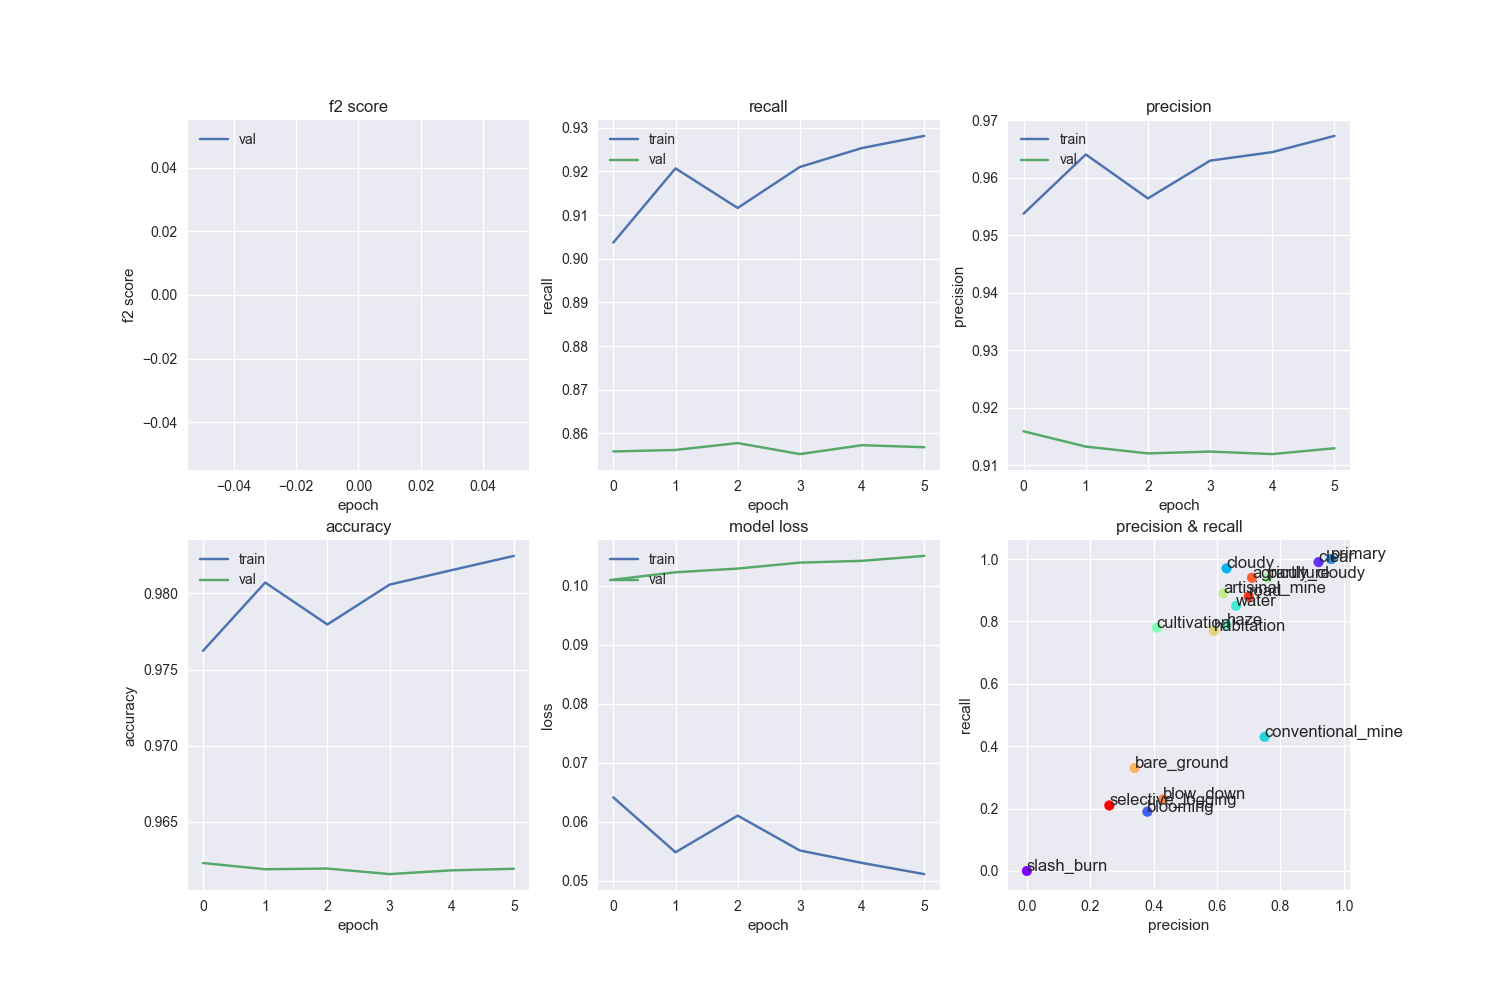 f2 score
val
0.04
0.02
0.00
−0.02
−0.04
−0.04
−0.02
0.00
0.02
0.04
f2 score
epoch
recall
train
val
0.93
0.92
0.91
0.90
0.89
0.88
0.87
0.86
0
1
2
3
4
5
recall
epoch
precision
train
val
0.97
0.96
0.95
0.94
0.93
0.92
0.91
0
1
2
3
4
5
precision
epoch
accuracy
train
val
0.980
0.975
0.970
0.965
0
1
2
3
4
5
accuracy
epoch
model loss
train
val
0.10
0.09
0.08
0.07
0.06
0.05
0
1
2
3
4
5
loss
epoch
precision & recall
1.0
0.8
0.6
0.4
0.2
0.0
0.0
0.2
0.4
0.6
0.8
1.0
recall
precision
primary
clear
cloudy
agriculture
partly_cloudy
artisinal_mine
road
water
haze
habitation
cultivation
conventional_mine
bare_ground
blow_down
selective_logging
blooming
slash_burn